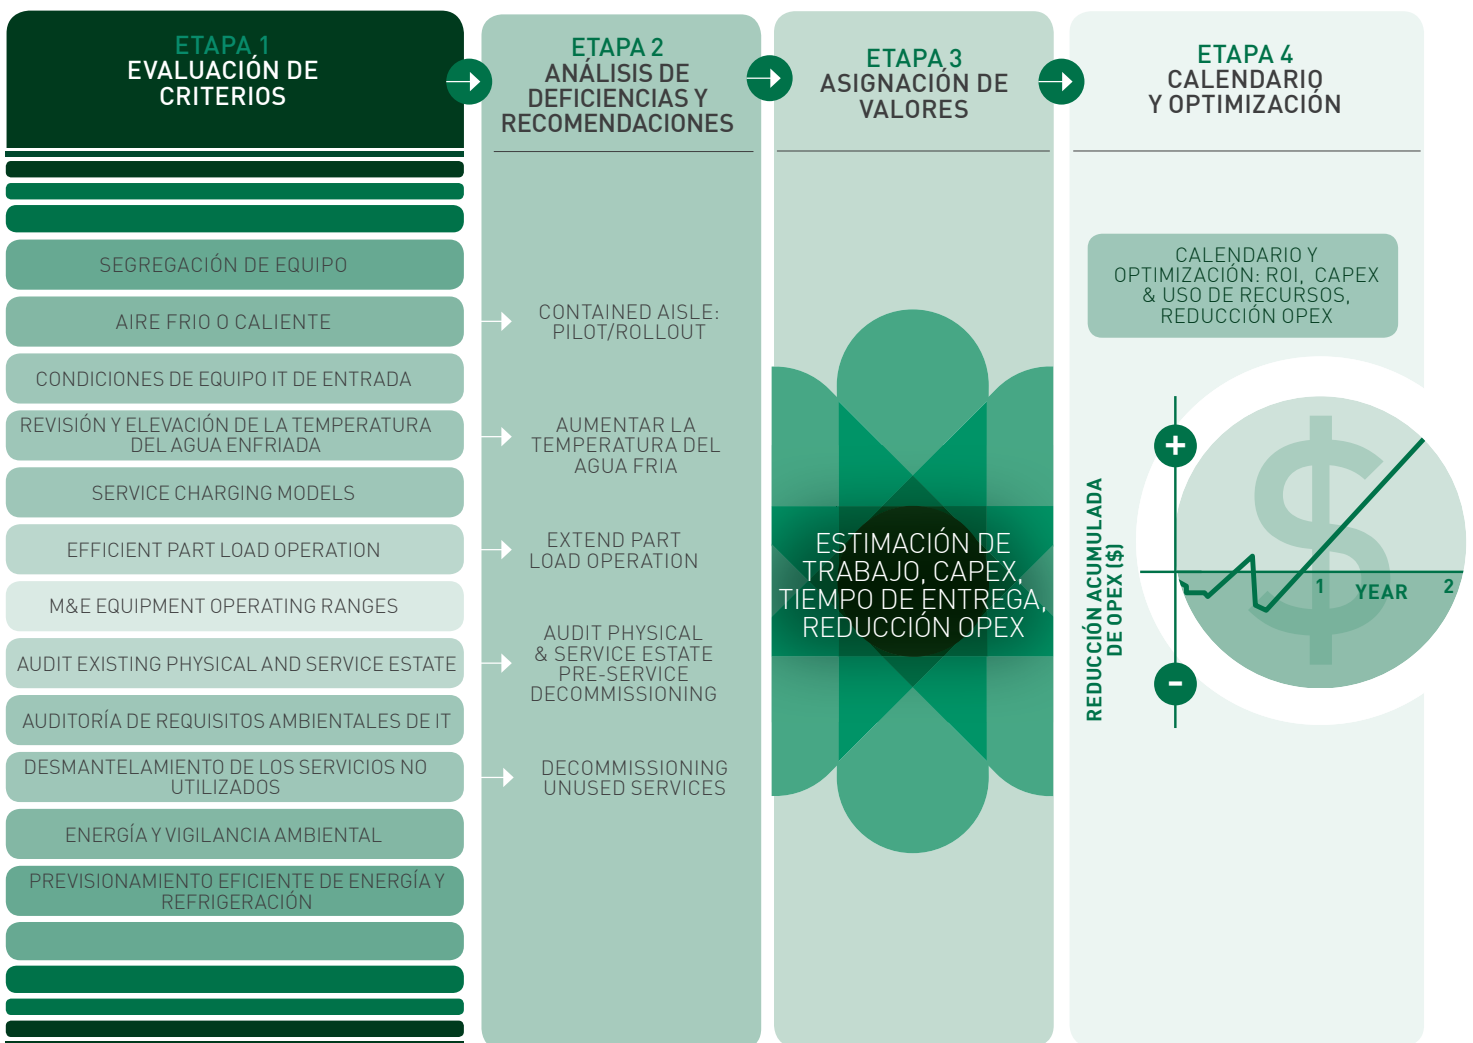 ETAPA 1
EVALUACIÓN DE
CRITERIOS
SEGREGACIÓN DE EQUIPO
AIRE FRIO O CALIENTE
CONDICIONES DE EQUIPO IT DE ENTRADA
REVISIÓN Y ELEVACIÓN DE LA TEMPERATURA
DEL AGUA ENFRIADA
SERVICE CHARGING MODELS
EFFICIENT PART LOAD OPERATION
M&E EQUIPMENT OPERATING RANGES
AUDIT EXISTING PHYSICAL AND SERVICE ESTATE
AUDITORÍA DE REQUISITOS AMBIENTALES DE IT
DESMANTELAMIENTO DE LOS SERVICIOS NO
UTILIZADOS
ENERGÍA Y VIGILANCIA AMBIENTAL
PREVISIONAMIENTO EFICIENTE DE ENERGÍA Y
REFRIGERACIÓN
ETAPA 2
ANÁLISIS DE
DEFICIENCIAS Y
RECOMENDACIONES
CONTAINED AISLE:
PILOT/ROLLOUT
AUMENTAR LA
TEMPERATURA DEL
AGUA FRIA
EXTEND PART
LOAD OPERATION
AUDIT PHYSICAL
& SERVICE ESTATE
PRE-SERVICE
DECOMMISSIONING
DECOMMISSIONING
UNUSED SERVICES
ETAPA 3
ASIGNACIÓN DE
VALORES
ESTIMACIÓN DE
TRABAJO, CAPEX,
TIEMPO DE ENTREGA,
REDUCCIÓN OPEX
ETAPA 4
CALENDARIO
Y OPTIMIZACIÓN
CALENDARIO Y
OPTIMIZACIÓN: ROI, CAPEX
& USO DE RECURSOS,
REDUCCIÓN OPEX
REDUCCIÓN ACUMULADA
DE OPEX ($)
+
-
$
1 YEAR 2